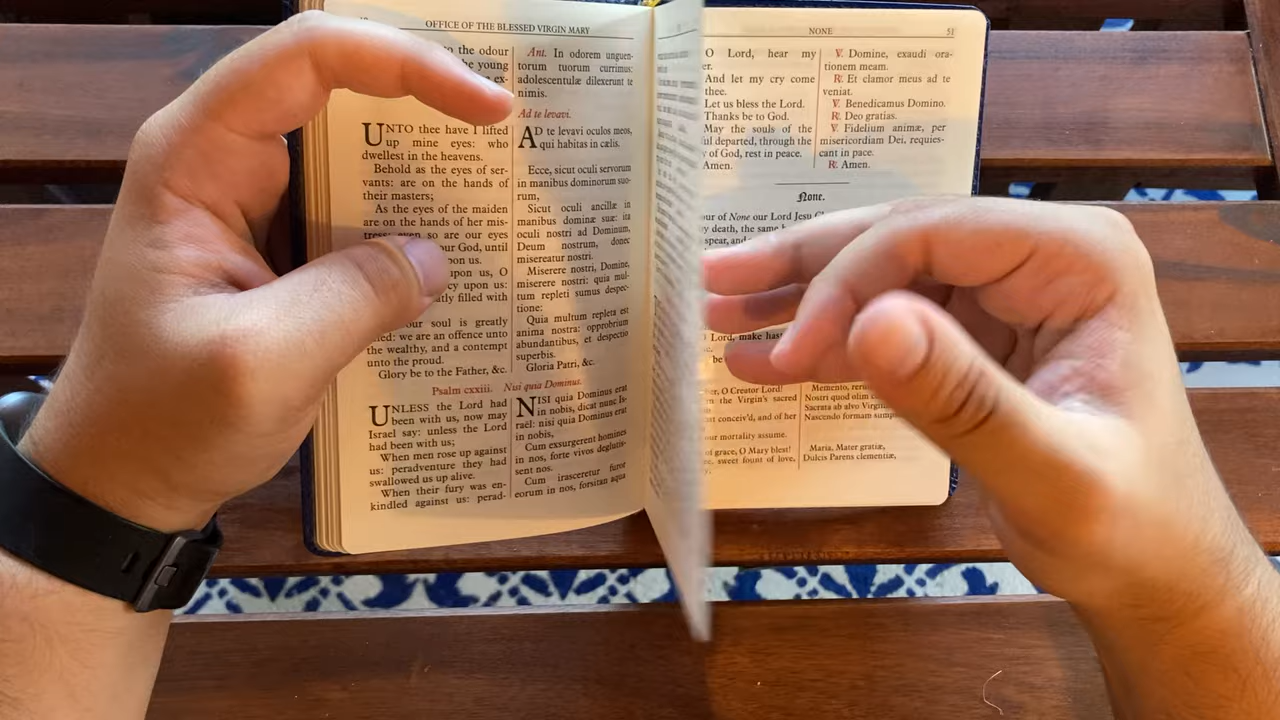 OFFICE OF THE BLESSED VIRGIN MARY
the odour
young
Ant. In odorem unguen-
torum tuorum currimus:
adolescentulæ dilexerunt te
nimis.
Ad te levavi.
UNTO thee have I lifted
up mine eyes: who
dwellest in the heavens.
Behold as the eyes of ser-
vants: are on the hands of
their masters;
As the eyes of the maiden
are on the hands of her mis-
tress: even so are our eyes
our God, until
upon us, O
upon us:
filled with
our soul is greatly
we are an offence unto
the wealthy, and a contempt
unto the proud.
Glory be to the Father, &c.
AD te levavi oculos meos,
qui habitas in cælis.
Ecce, sicut oculi servorum
in manibus dominorum suo-
rum,
Sicut oculi ancillæ in
manibus dominæ suæ: ita
oculi nostri ad Dominum,
Deum nostrum, donec
misereatur nostri.
Miserere nostri, Domine,
miserere nostri: quia mul-
tum repleti sumus despec-
tione:
Quia multum repleta est
anima nostra: opprobrium
abundantibus, et despectio
superbis.
Gloria Patri, &c.
Psalm cxxiii. Nisi quia Dominus.
UNLESS the Lord had
been with us, now may
Israel say: unless the Lord
had been with us;
When men rose up against
us: peradventure they had
swallowed us up alive.
When their fury was en-
kindled against us: perad-
NISI quia Dominus erat
in nobis, dicat nunc Is-
raël: nisi quia Dominus erat
in nobis,
Cum exsurgerent homines
in nos, forte vivos deglutis-
sent nos.
Cum irasceretur furor
eorum in nos, forsitan aqua
NONE 51
O Lord, hear my
And let my cry come
thee.
Let us bless the Lord.
Thanks be to God.
May the souls of the
departed, through the
of God, rest in peace.
Amen.
℣. Domine, exaudi ora-
tionem meam.
℟. Et clamor meus ad te
veniat.
℣. Benedicamus Domino.
℟. Deo gratias.
℣. Fidelium animæ, per
misericordiam Dei, requies-
cant in pace.
℟. Amen.
None.
of None our Lord
death, the same
spear, and
Lord, make
be
O Creator Lord!
the Virgin's sacred
conceiv'd, and of her
our mortality assume.
of grace, O Mary blest!
sweet fount of love,
Memento,
Nostri quod olim
Sacrata ab alvo
Nascendo formam
Maria, Mater gratiæ,
Dulcis Parens clementiæ,